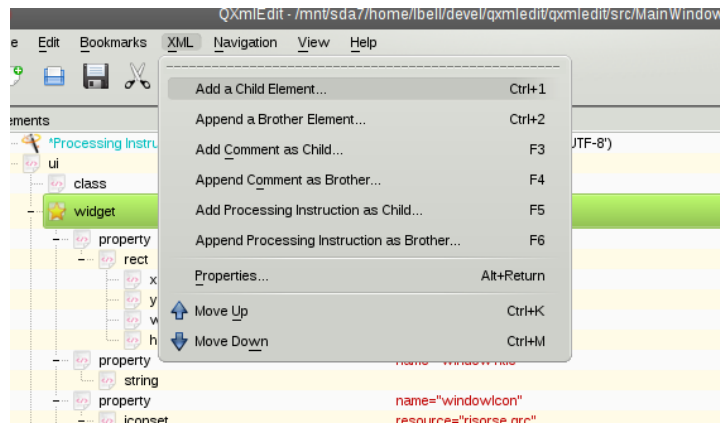 QXmlEdit - /mnt/sda7/home/lbell/devel/qxmledit/qxmledit/src/MainWindow
e Edit Bookmarks XML Navigation View Help
Add a Child Element... Ctrl+1
Append a Brother Element... Ctrl+2
Add Comment as Child... F3
Append Comment as Brother... F4
Add Processing Instruction as Child... F5
Append Processing Instruction as Brother... F6
Properties... Alt+Return
Move Up Ctrl+K
Move Down Ctrl+M
ements
*Processing Instru JTF-8')
ui
class
widget
property
rect
x
y
w
h
property
string
property name="windowIcon"
iconset resource="risorse.qrc"